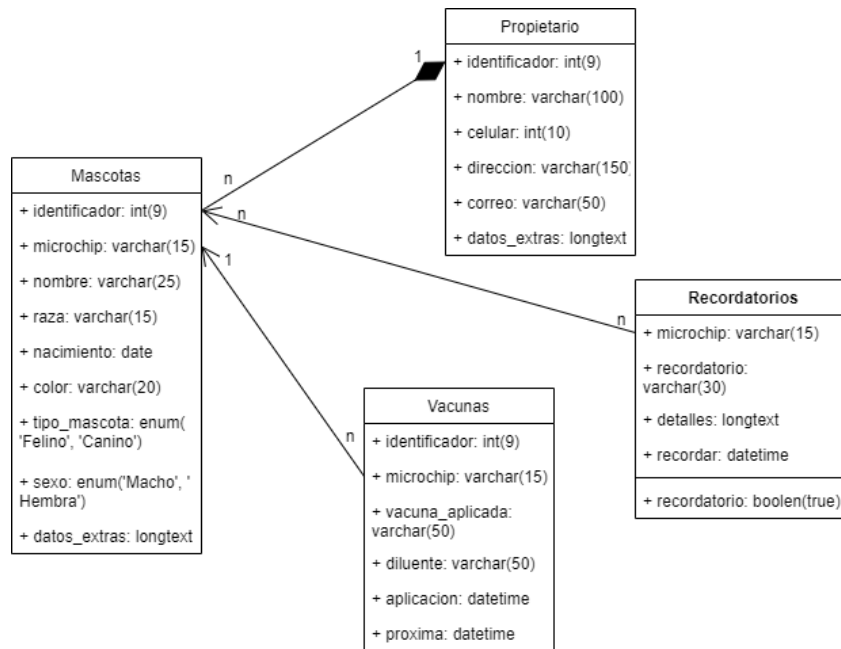 Propietario
+ identificador: int(9)
+ nombre: varchar(100)
+ celular: int(10)
+ direccion: varchar(150)
+ correo: varchar(50)
+ datos_extras: longtext
1
n
Mascotas
+ identificador: int(9)
+ microchip: varchar(15)
+ nombre: varchar(25)
+ raza: varchar(15)
+ nacimiento: date
+ color: varchar(20)
+ tipo_mascota: enum(
'Felino', 'Canino')
+ sexo: enum('Macho', '
Hembra')
+ datos_extras: longtext
n
n
1
n
Recordatorios
+ microchip: varchar(15)
+ recordatorio:
varchar(30)
+ detalles: longtext
+ recordar: datetime
+ recordatorio: boolen(true)
Vacunas
+ identificador: int(9)
+ microchip: varchar(15)
+ vacuna_aplicada:
varchar(50)
+ diluente: varchar(50)
+ aplicacion: datetime
+ proxima: datetime